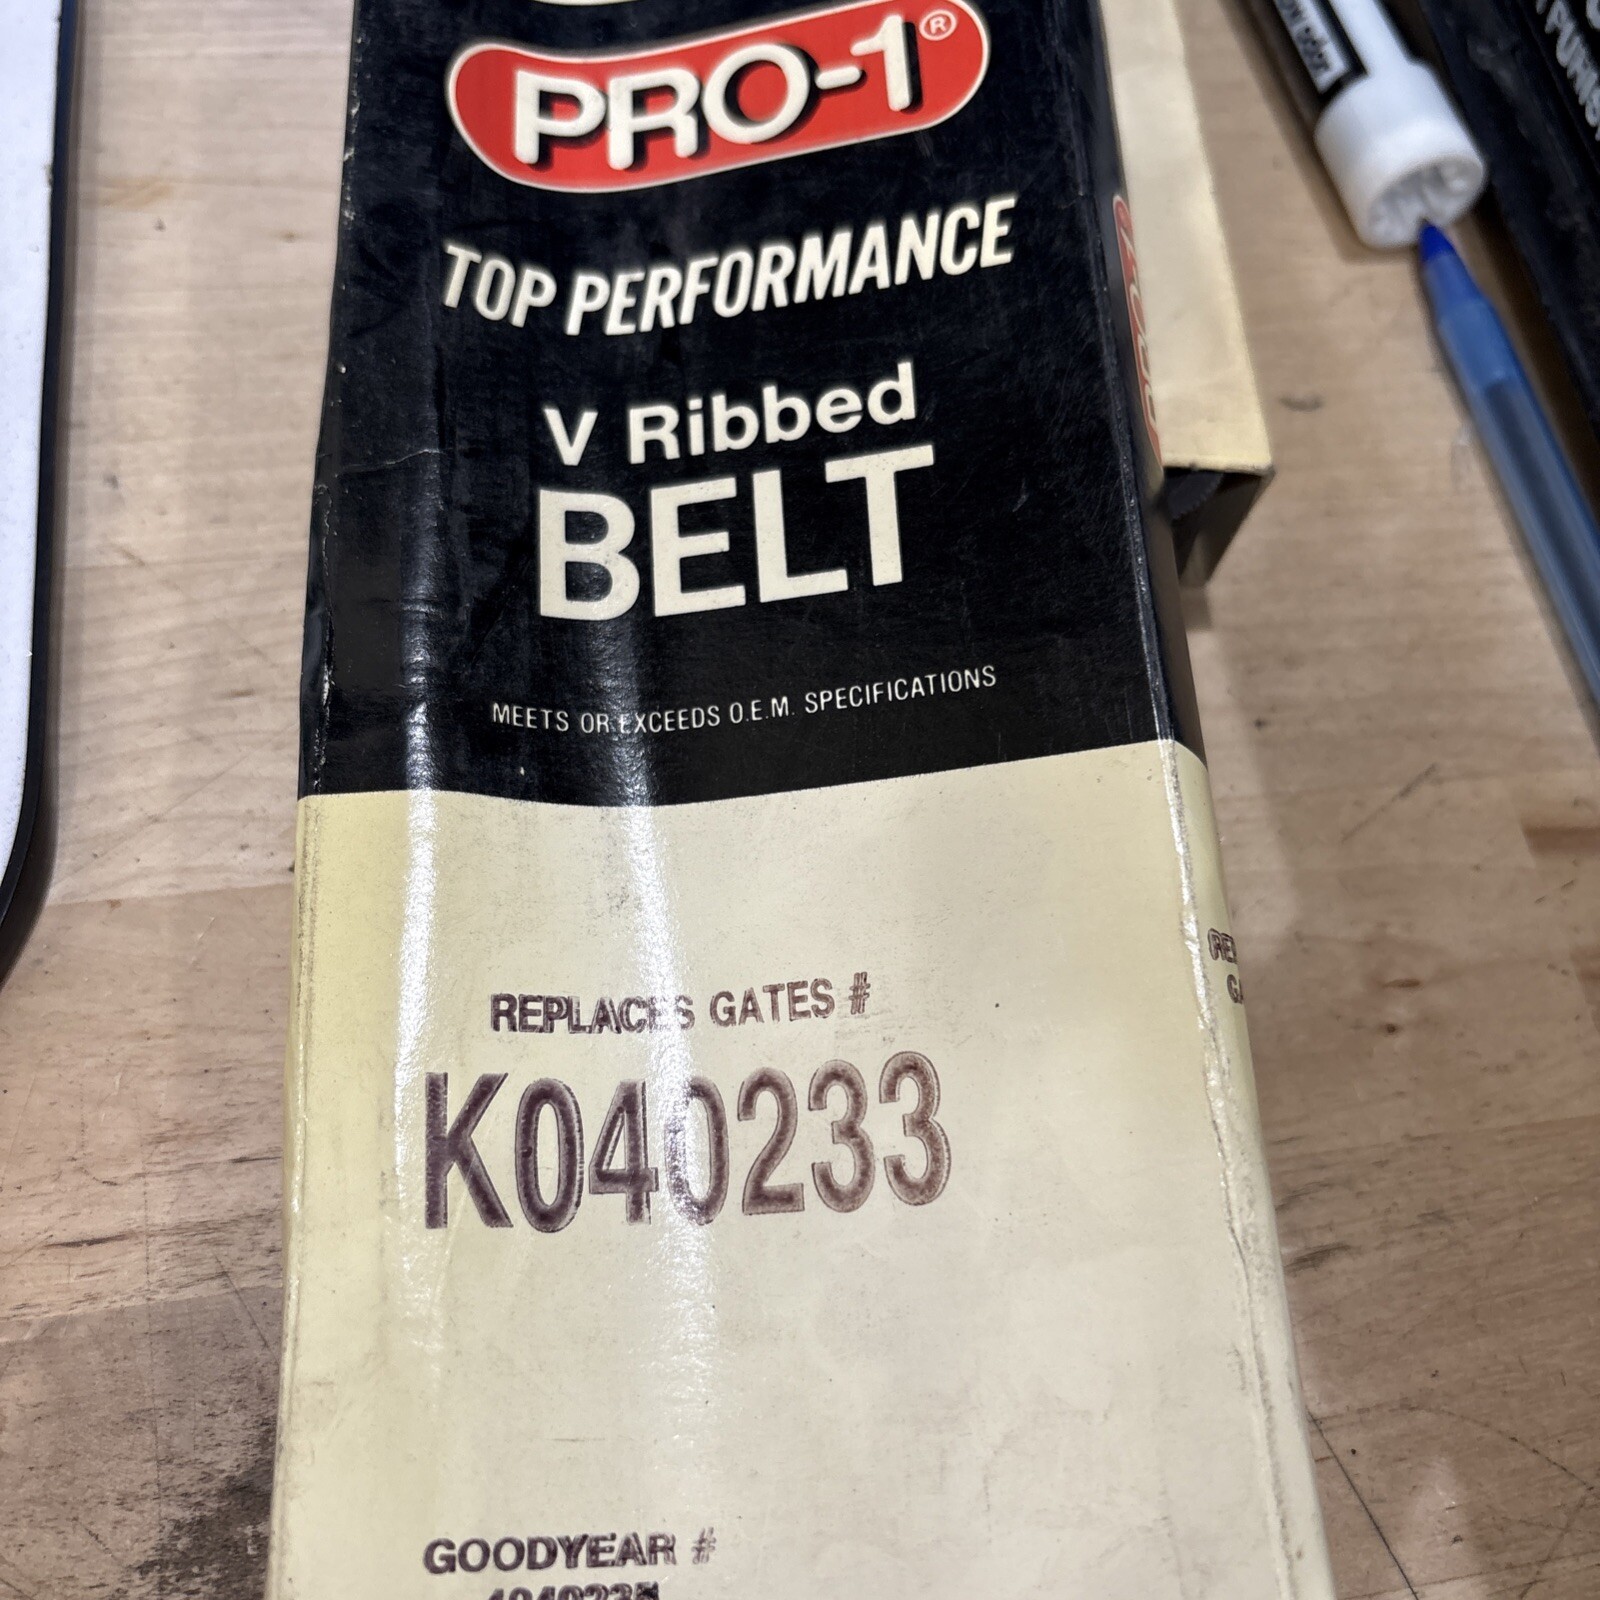 PRO-1®
TOP PERFORMANCE
V Ribbed
BELT
MEETS OR EXCEEDS O.E.M. SPECIFICATIONS
REPLACES GATES #
K040233
GOODYEAR #